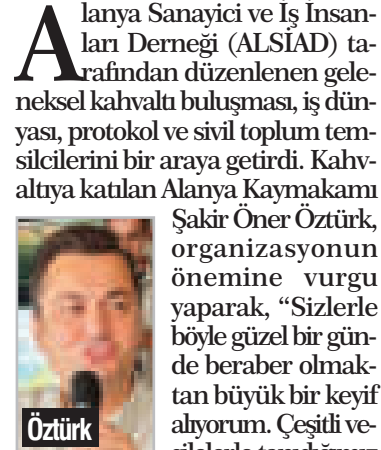 Alanya Sanayici ve İş İnsan-
ları Derneği (ALSİAD) ta-
rafından düzenlenen gele-
neksel kahvaltı buluşması, iş dün-
yası, protokol ve sivil toplum tem-
silcilerini bir araya getirdi. Kahv-
altıya katılan Alanya Kaymakamı
Şakir Öner Öztürk,
organizasyonun
önemine vurgu
yaparak, “Sizlerle
böyle güzel bir gün-
de beraber olmak-
tan büyük bir keyif
alıyorum. Çeşitli ve-
Öztürk